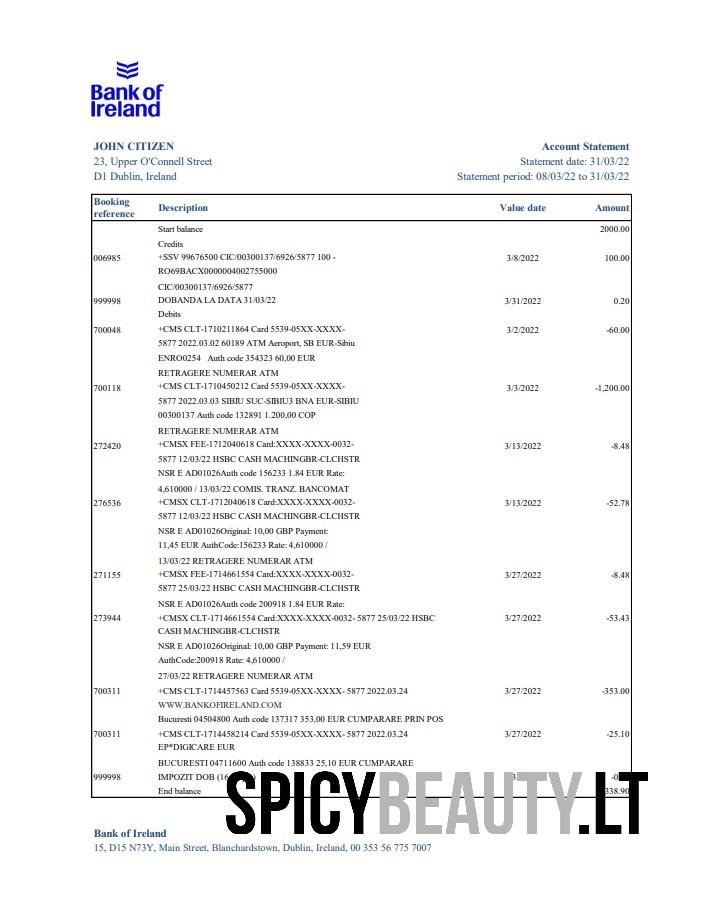 Bank of
Ireland
JOHN CITIZEN
23, Upper O'Connell Street
D1 Dublin, Ireland
Account Statement
Statement date: 31/03/22
Statement period: 08/03/22 to 31/03/22
Booking reference Description Value date Amount
Start balance 2000.00
Credits
006985 +SSV 99676500 CIC/00300137/6926/5877 100 - 3/8/2022 100.00
RO69BACX0000004002755000
CIC/00300137/6926/5877
999998 DOBANDA LA DATA 31/03/22 3/31/2022 0.20
Debits
700048 +CMS CLT-1710211864 Card 5539-05XX-XXXX- 3/2/2022 -60.00
5877 2022.03.02 60189 ATM Aeroport, SB EUR-Sibiu
ENRO0254 Auth code 354323 60,00 EUR
RETRAGERE NUMERAR ATM
700118 +CMS CLT-1710450212 Card 5539-05XX-XXXX- 3/3/2022 -1,200.00
5877 2022.03.03 SIBIU SUC-SIBIU3 BNA EUR-SIBIU
00300137 Auth code 132891 1.200,00 COP
RETRAGERE NUMERAR ATM
272420 +CMSX FEE-1712040618 Card:XXXX-XXXX-0032- 3/13/2022 -8.48
5877 12/03/22 HSBC CASH MACHINGBR-CLCHSTR
NSR E AD01026Auth code 156233 1.84 EUR Rate:
4,610000 / 13/03/22 COMIS. TRANZ. BANCOMAT
276536 +CMSX CLT-1712040618 Card:XXXX-XXXX-0032- 3/13/2022 -52.78
5877 12/03/22 HSBC CASH MACHINGBR-CLCHSTR
NSR E AD01026Original: 10,00 GBP Payment:
11,45 EUR AuthCode:156233 Rate: 4,610000 /
13/03/22 RETRAGERE NUMERAR ATM
271155 +CMSX FEE-1714661554 Card:XXXX-XXXX-0032- 3/27/2022 -8.48
5877 25/03/22 HSBC CASH MACHINGBR-CLCHSTR
NSR E AD01026Auth code 200918 1.84 EUR Rate:
273944 +CMSX CLT-1714661554 Card:XXXX-XXXX-0032- 5877 25/03/22 HSBC 3/27/2022 -53.43
CASH MACHINGBR-CLCHSTR
NSR E AD01026Original: 10,00 GBP Payment: 11,59 EUR
AuthCode:200918 Rate: 4,610000 /
27/03/22 RETRAGERE NUMERAR ATM
700311 +CMS CLT-1714457563 Card 5539-05XX-XXXX- 5877 2022.03.24 3/27/2022 -353.00
WWW.BANKOFIRELAND.COM
Bucuresti 04504800 Auth code 137317 353,00 EUR CUMPARARE PRIN POS
700311 +CMS CLT-1714458214 Card 5539-05XX-XXXX- 5877 2022.03.24 3/27/2022 -25.10
EP*DIGICARE EUR
BUCURESTI 04711600 Auth code 138833 25,10 EUR CUMPARARE
999998 IMPOZIT DOB
End balance 338.90
SPICYBEAUTY.LT
Bank of Ireland
15, D15 N73Y, Main Street, Blanchardstown, Dublin, Ireland, 00 353 56 775 7007